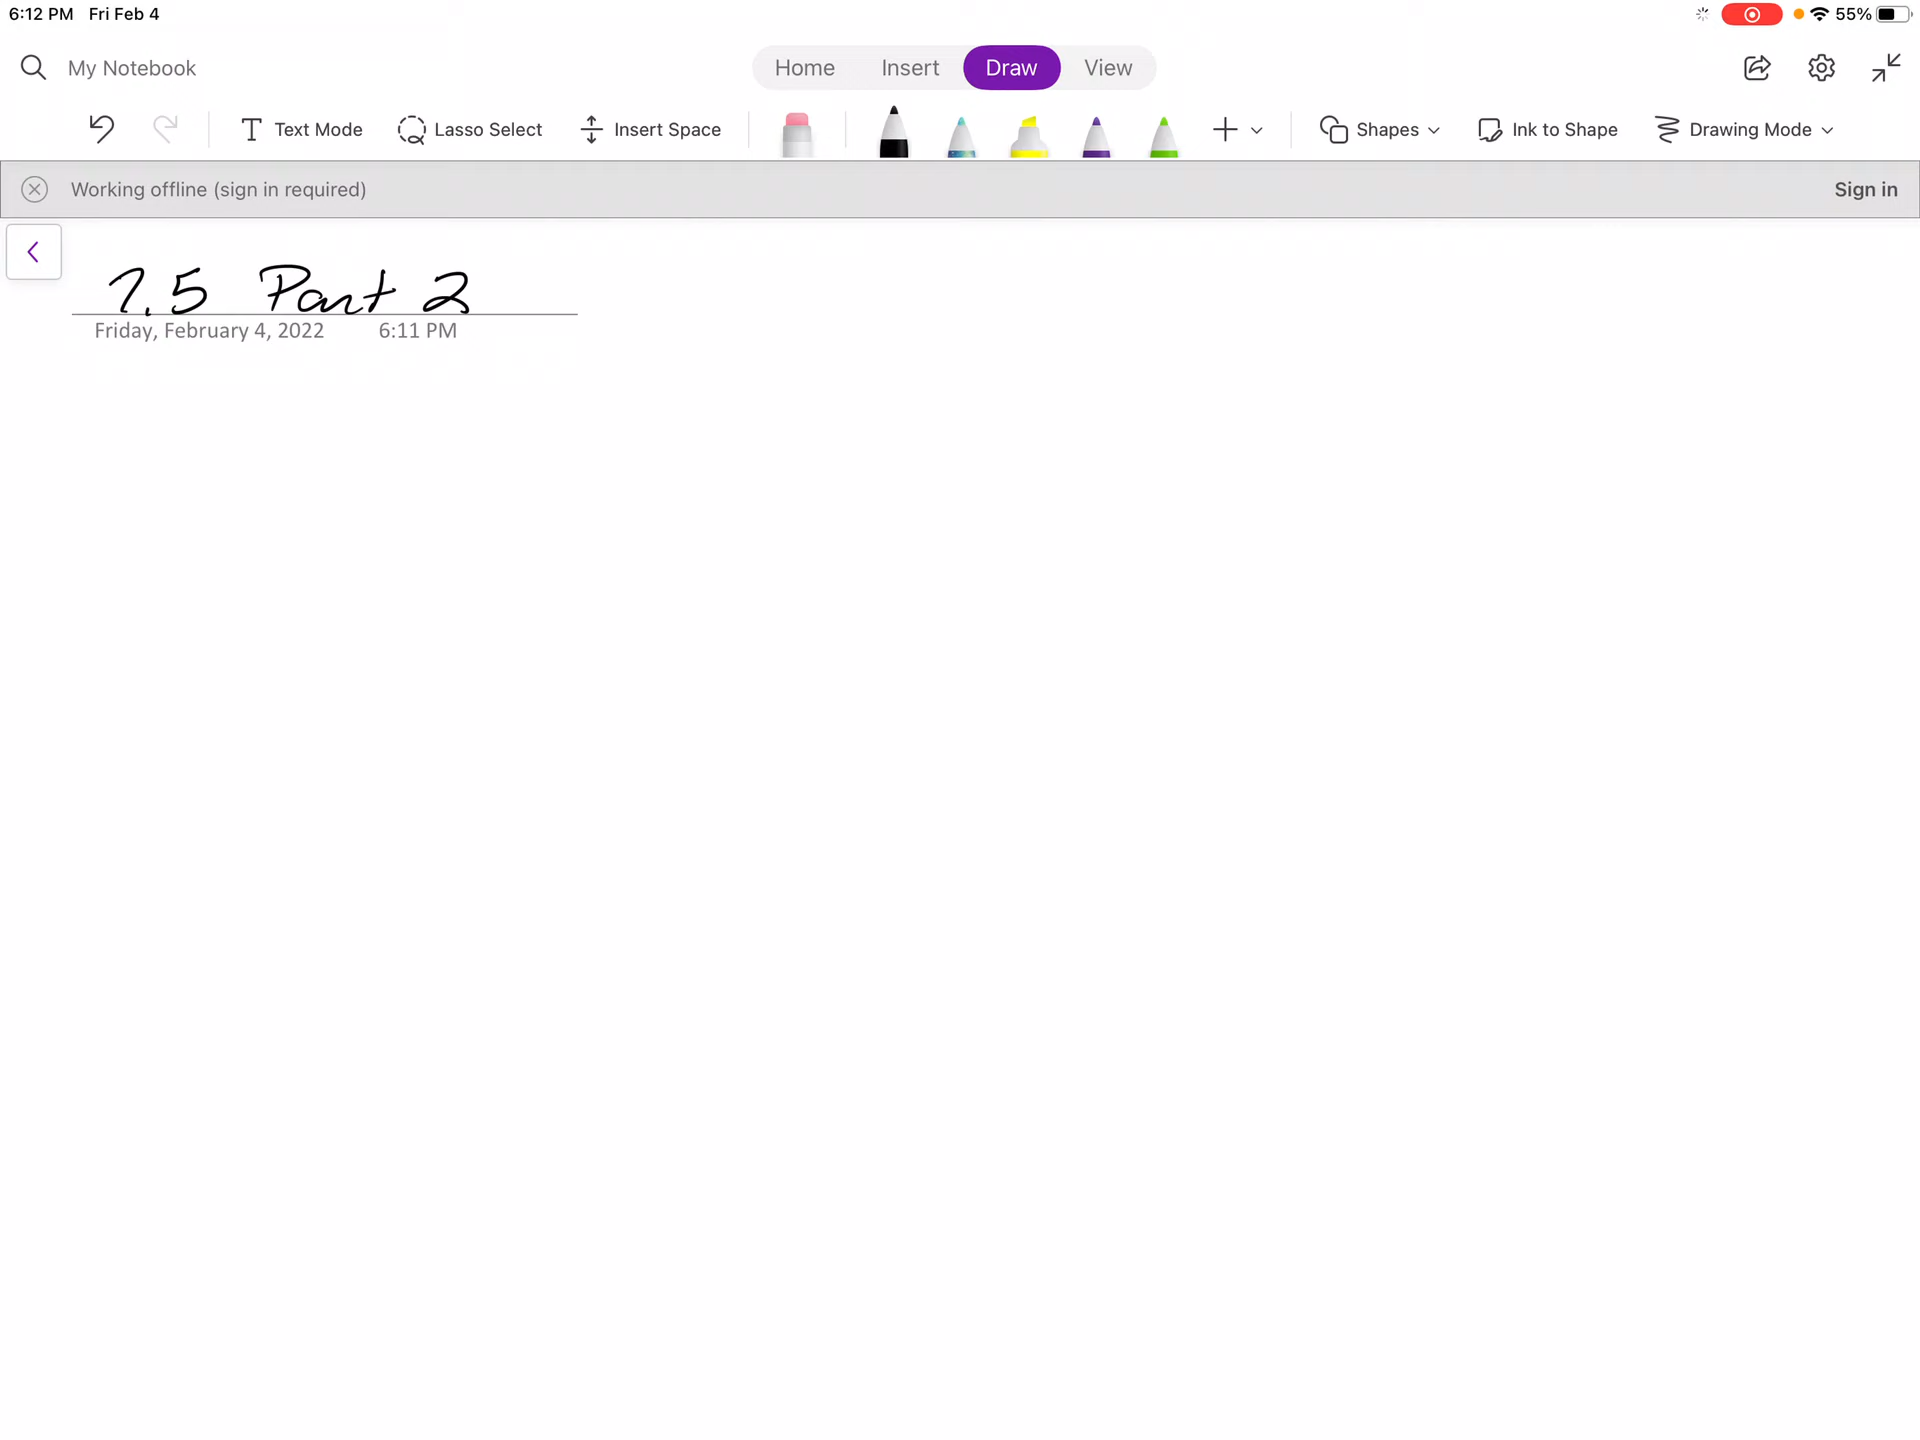 6:12 PM Fri Feb 4 55%
My Notebook Home Insert Draw View
Text Mode Lasso Select Insert Space Shapes Ink to Shape Drawing Mode
Working offline (sign in required) Sign in
7.5 Part 2
Friday, February 4, 2022 6:11 PM